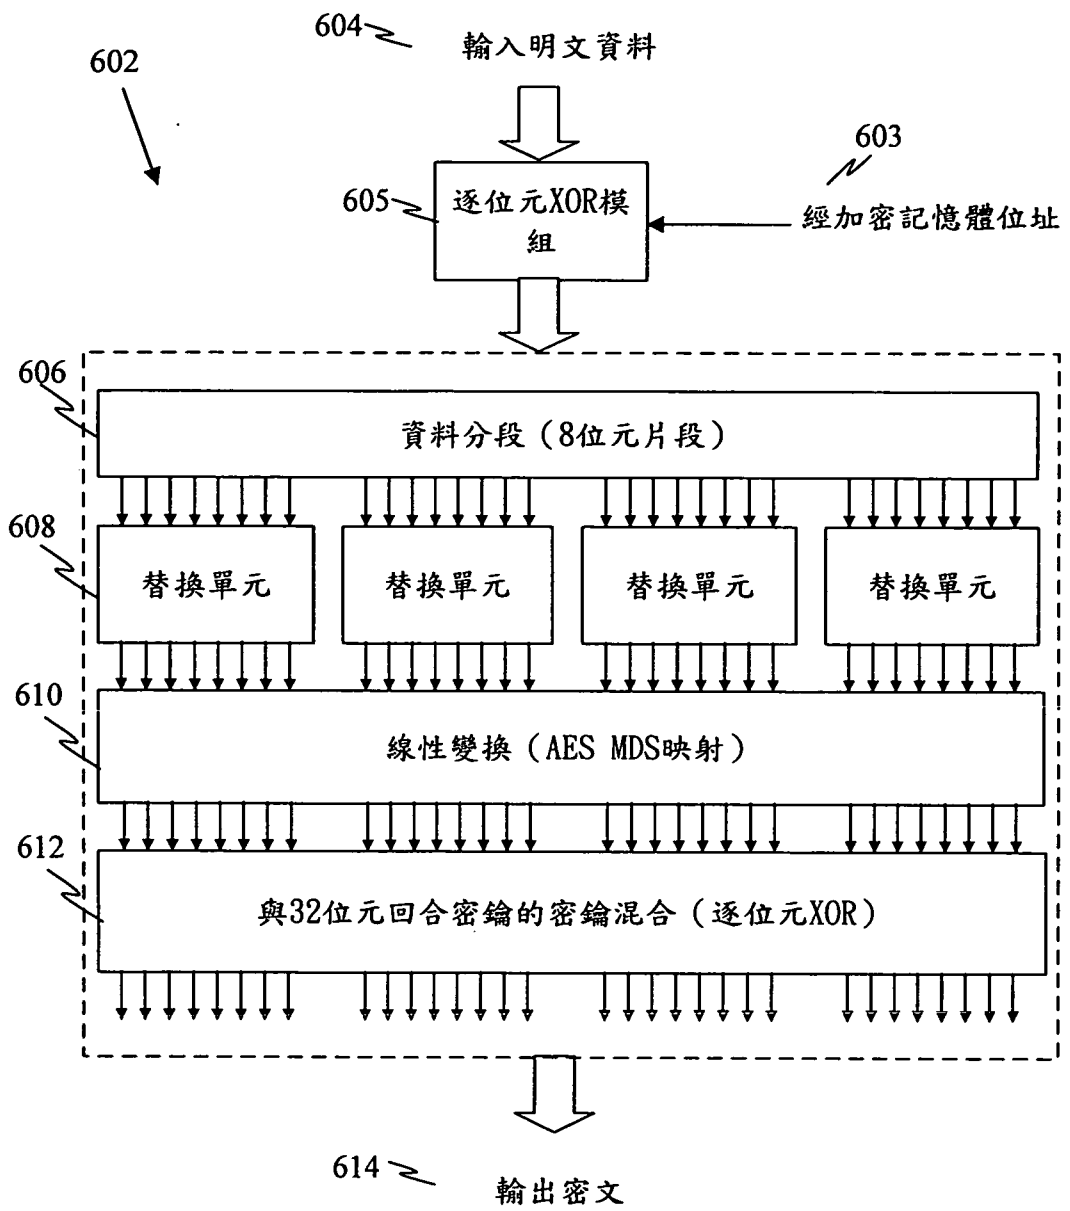 604
輸入明文資料
602
603
605
逐位元XOR模
組
經加密記憶體位址
606
資料分段（8位元片段）
608
替換單元
替換單元
替換單元
替換單元
610
線性變換（AES MDS映射）
612
與32位元回合密鑰的密鑰混合（逐位元XOR）
614
輸出密文